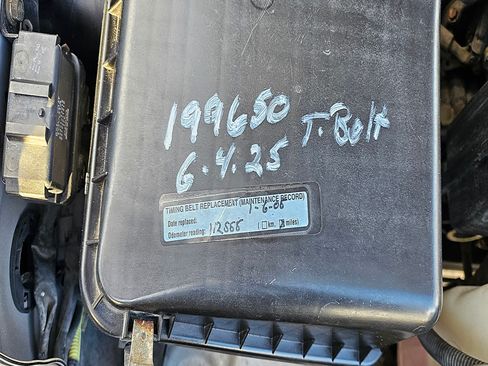 199650 T. Belt
6.4.25
TIMING BELT REPLACEMENT (MAINTENANCE RECORD)
Date replaced: 1-6-08
Odometer reading: 112555 ( km, miles)